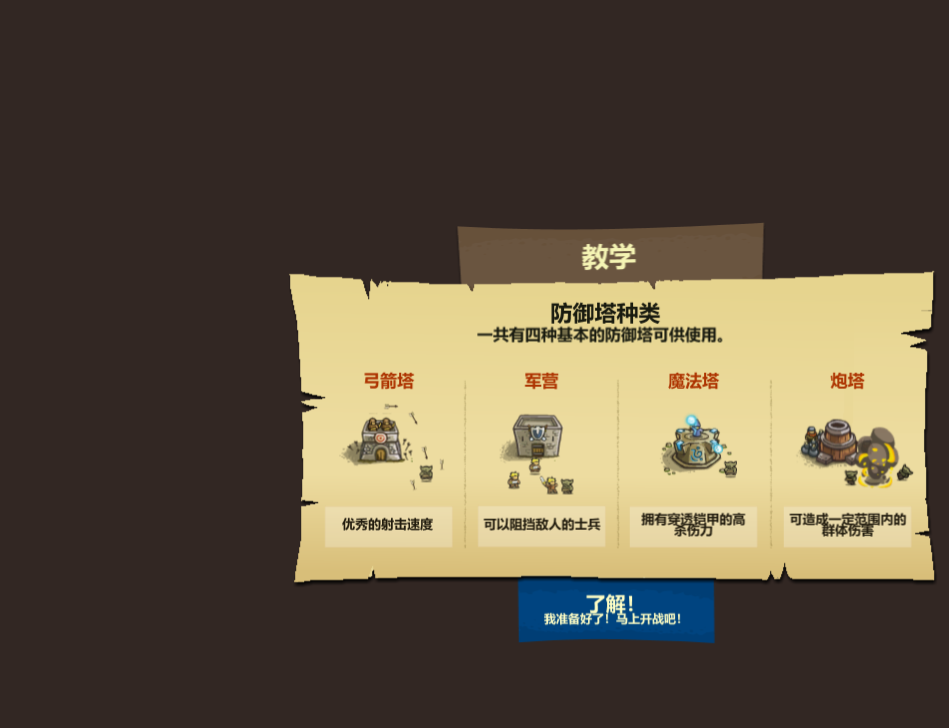 教学
防御塔种类
一共有四种基本的防御塔可供使用。
弓箭塔
优秀的射击速度
军营
可以阻挡敌人的士兵
魔法塔
拥有穿透铠甲的高
杀伤力
炮塔
可造成一定范围内的
群体伤害
了解!
我准备好了!马上开战吧!